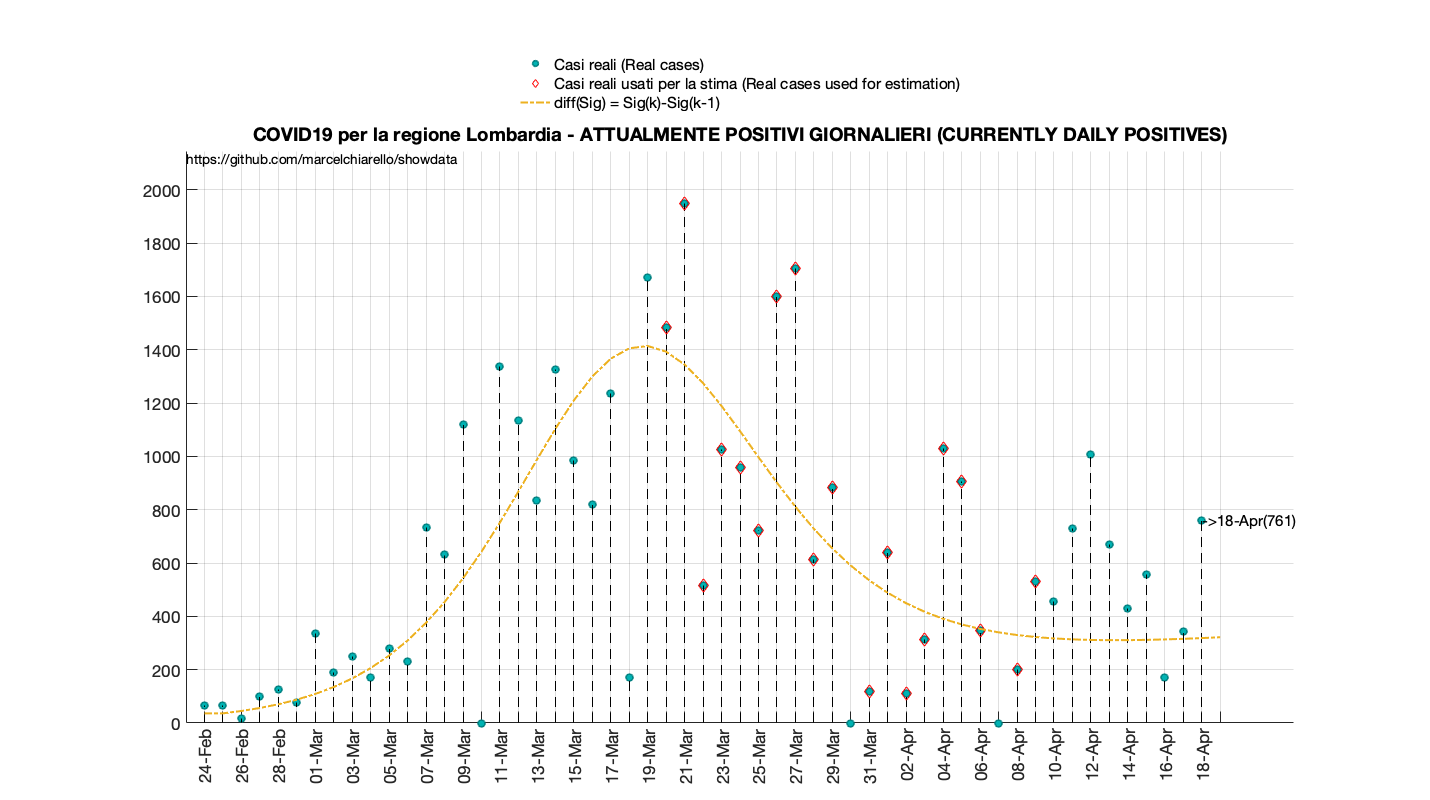 Casi reali (Real cases)
Casi reali usati per la stima (Real cases used for estimation)
diff(Sig) = Sig(k)-Sig(k-1)
COVID19 per la regione Lombardia - ATTUALMENTE POSITIVI GIORNALIERI (CURRENTLY DAILY POSITIVES)
https://github.com/marcelchiarello/showdata
2000
1800
1600
1400
1200
1000
800
600
400
200
0
->18-Apr(761)
24-Feb
26-Feb
28-Feb
01-Mar
03-Mar
05-Mar
07-Mar
09-Mar
11-Mar
13-Mar
15-Mar
17-Mar
19-Mar
21-Mar
23-Mar
25-Mar
27-Mar
29-Mar
31-Mar
02-Apr
04-Apr
06-Apr
08-Apr
10-Apr
12-Apr
14-Apr
16-Apr
18-Apr